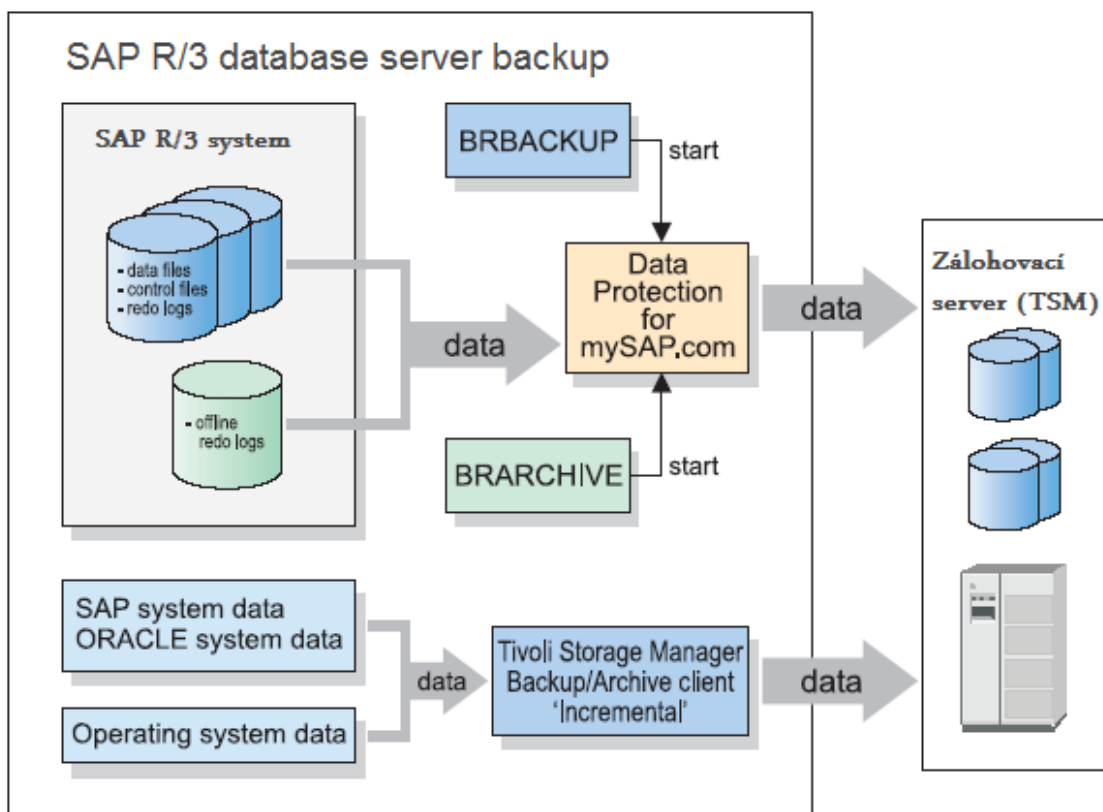 SAP R/3 database server backup
SAP R/3 system
- data files
- control files
- redo logs
- offline
redo logs
BRBACKUP
start
data
Data
Protection
for
mySAP.com
BRARCHIVE
start
data
Zálohovací
server (TSM)
SAP system data
ORACLE system data
Operating system data
data
Tivoli Storage Manager
Backup/Archive client
‘Incremental’
data